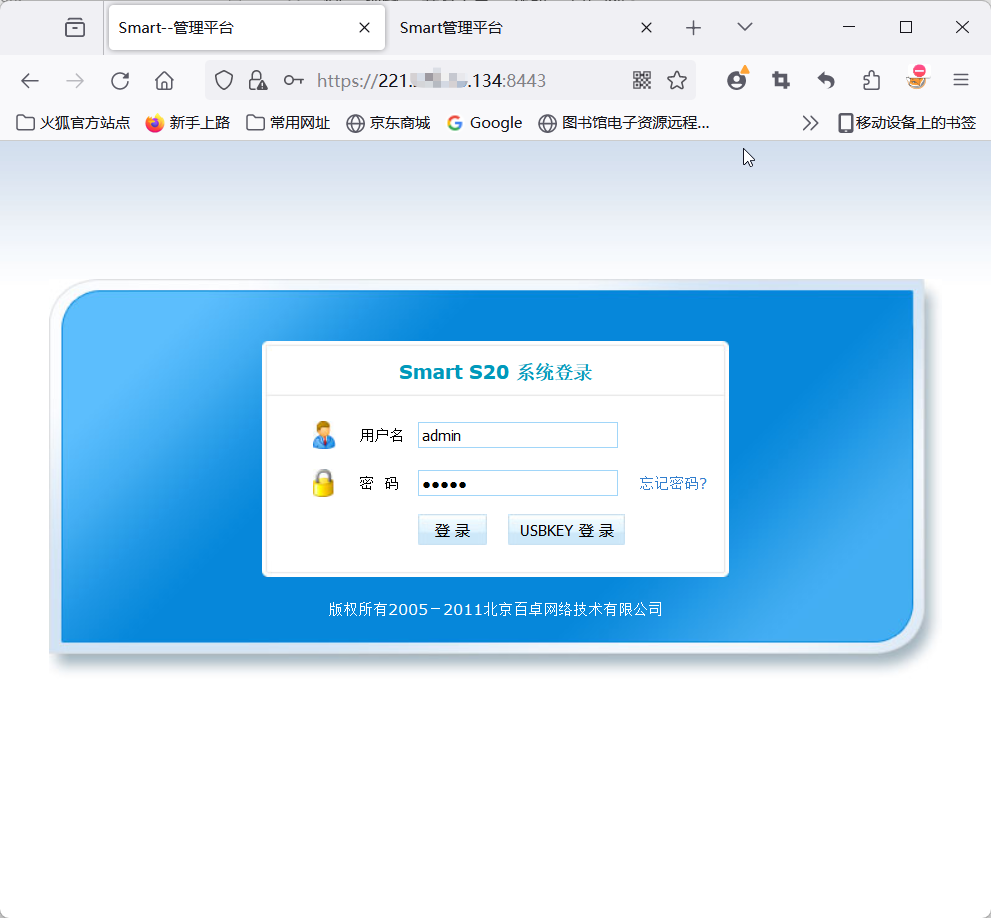 Smart--管理平台
Smart管理平台
https://221. .134:8443
火狐官方站点
新手上路
常用网址
京东商城
Google
图书馆电子资源远程...
移动设备上的书签
Smart S20 系统登录
用户名 admin
密 码 ●●●●● 忘记密码?
登 录 USBKEY 登 录
版权所有2005－2011北京百卓网络技术有限公司